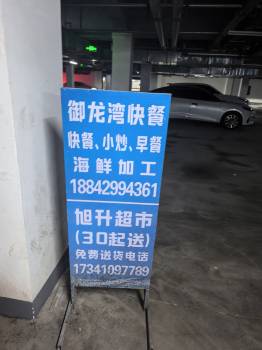 御龙湾快餐
快餐、小炒、早餐
海鲜加工
18842994361
旭升超市
(30起送)
免费送货电话
17341097789